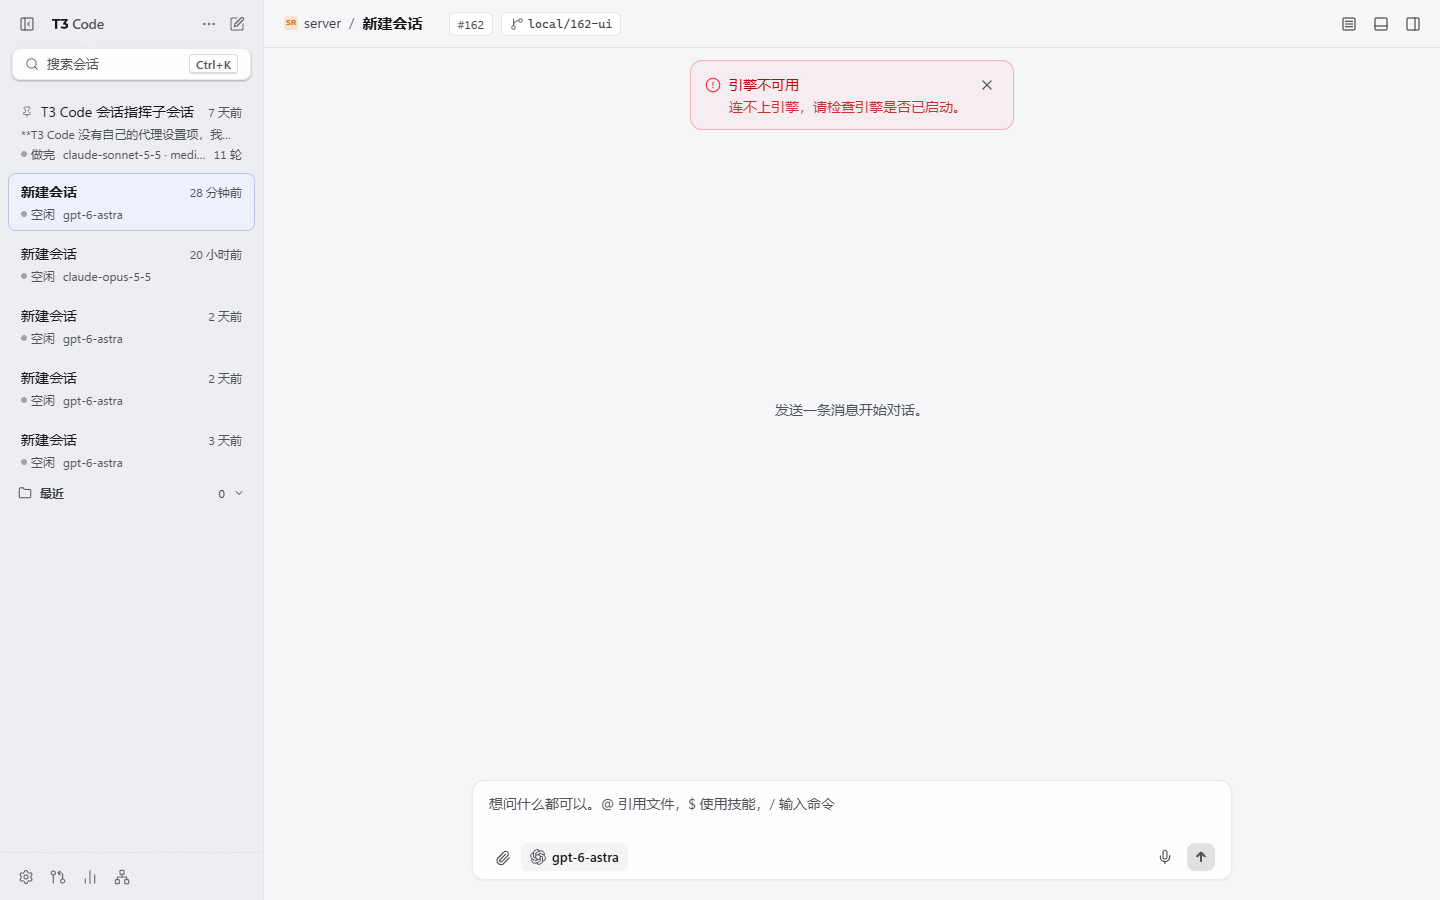 T3 Code
搜索会话 Ctrl+K
T3 Code 会话指挥子会话 7 天前
**T3 Code 没有自己的代理设置项，我...
做完 claude-sonnet-5-5 · medi... 11 轮
新建会话 28 分钟前
空闲 gpt-6-astra
新建会话 20 小时前
空闲 claude-opus-5-5
新建会话 2 天前
空闲 gpt-6-astra
新建会话 2 天前
空闲 gpt-6-astra
新建会话 3 天前
空闲 gpt-6-astra
最近 0
SR server / 新建会话 #162 local/162-ui
引擎不可用
连不上引擎，请检查引擎是否已启动。
发送一条消息开始对话。
想问什么都可以。@ 引用文件，$ 使用技能，/ 输入命令
gpt-6-astra